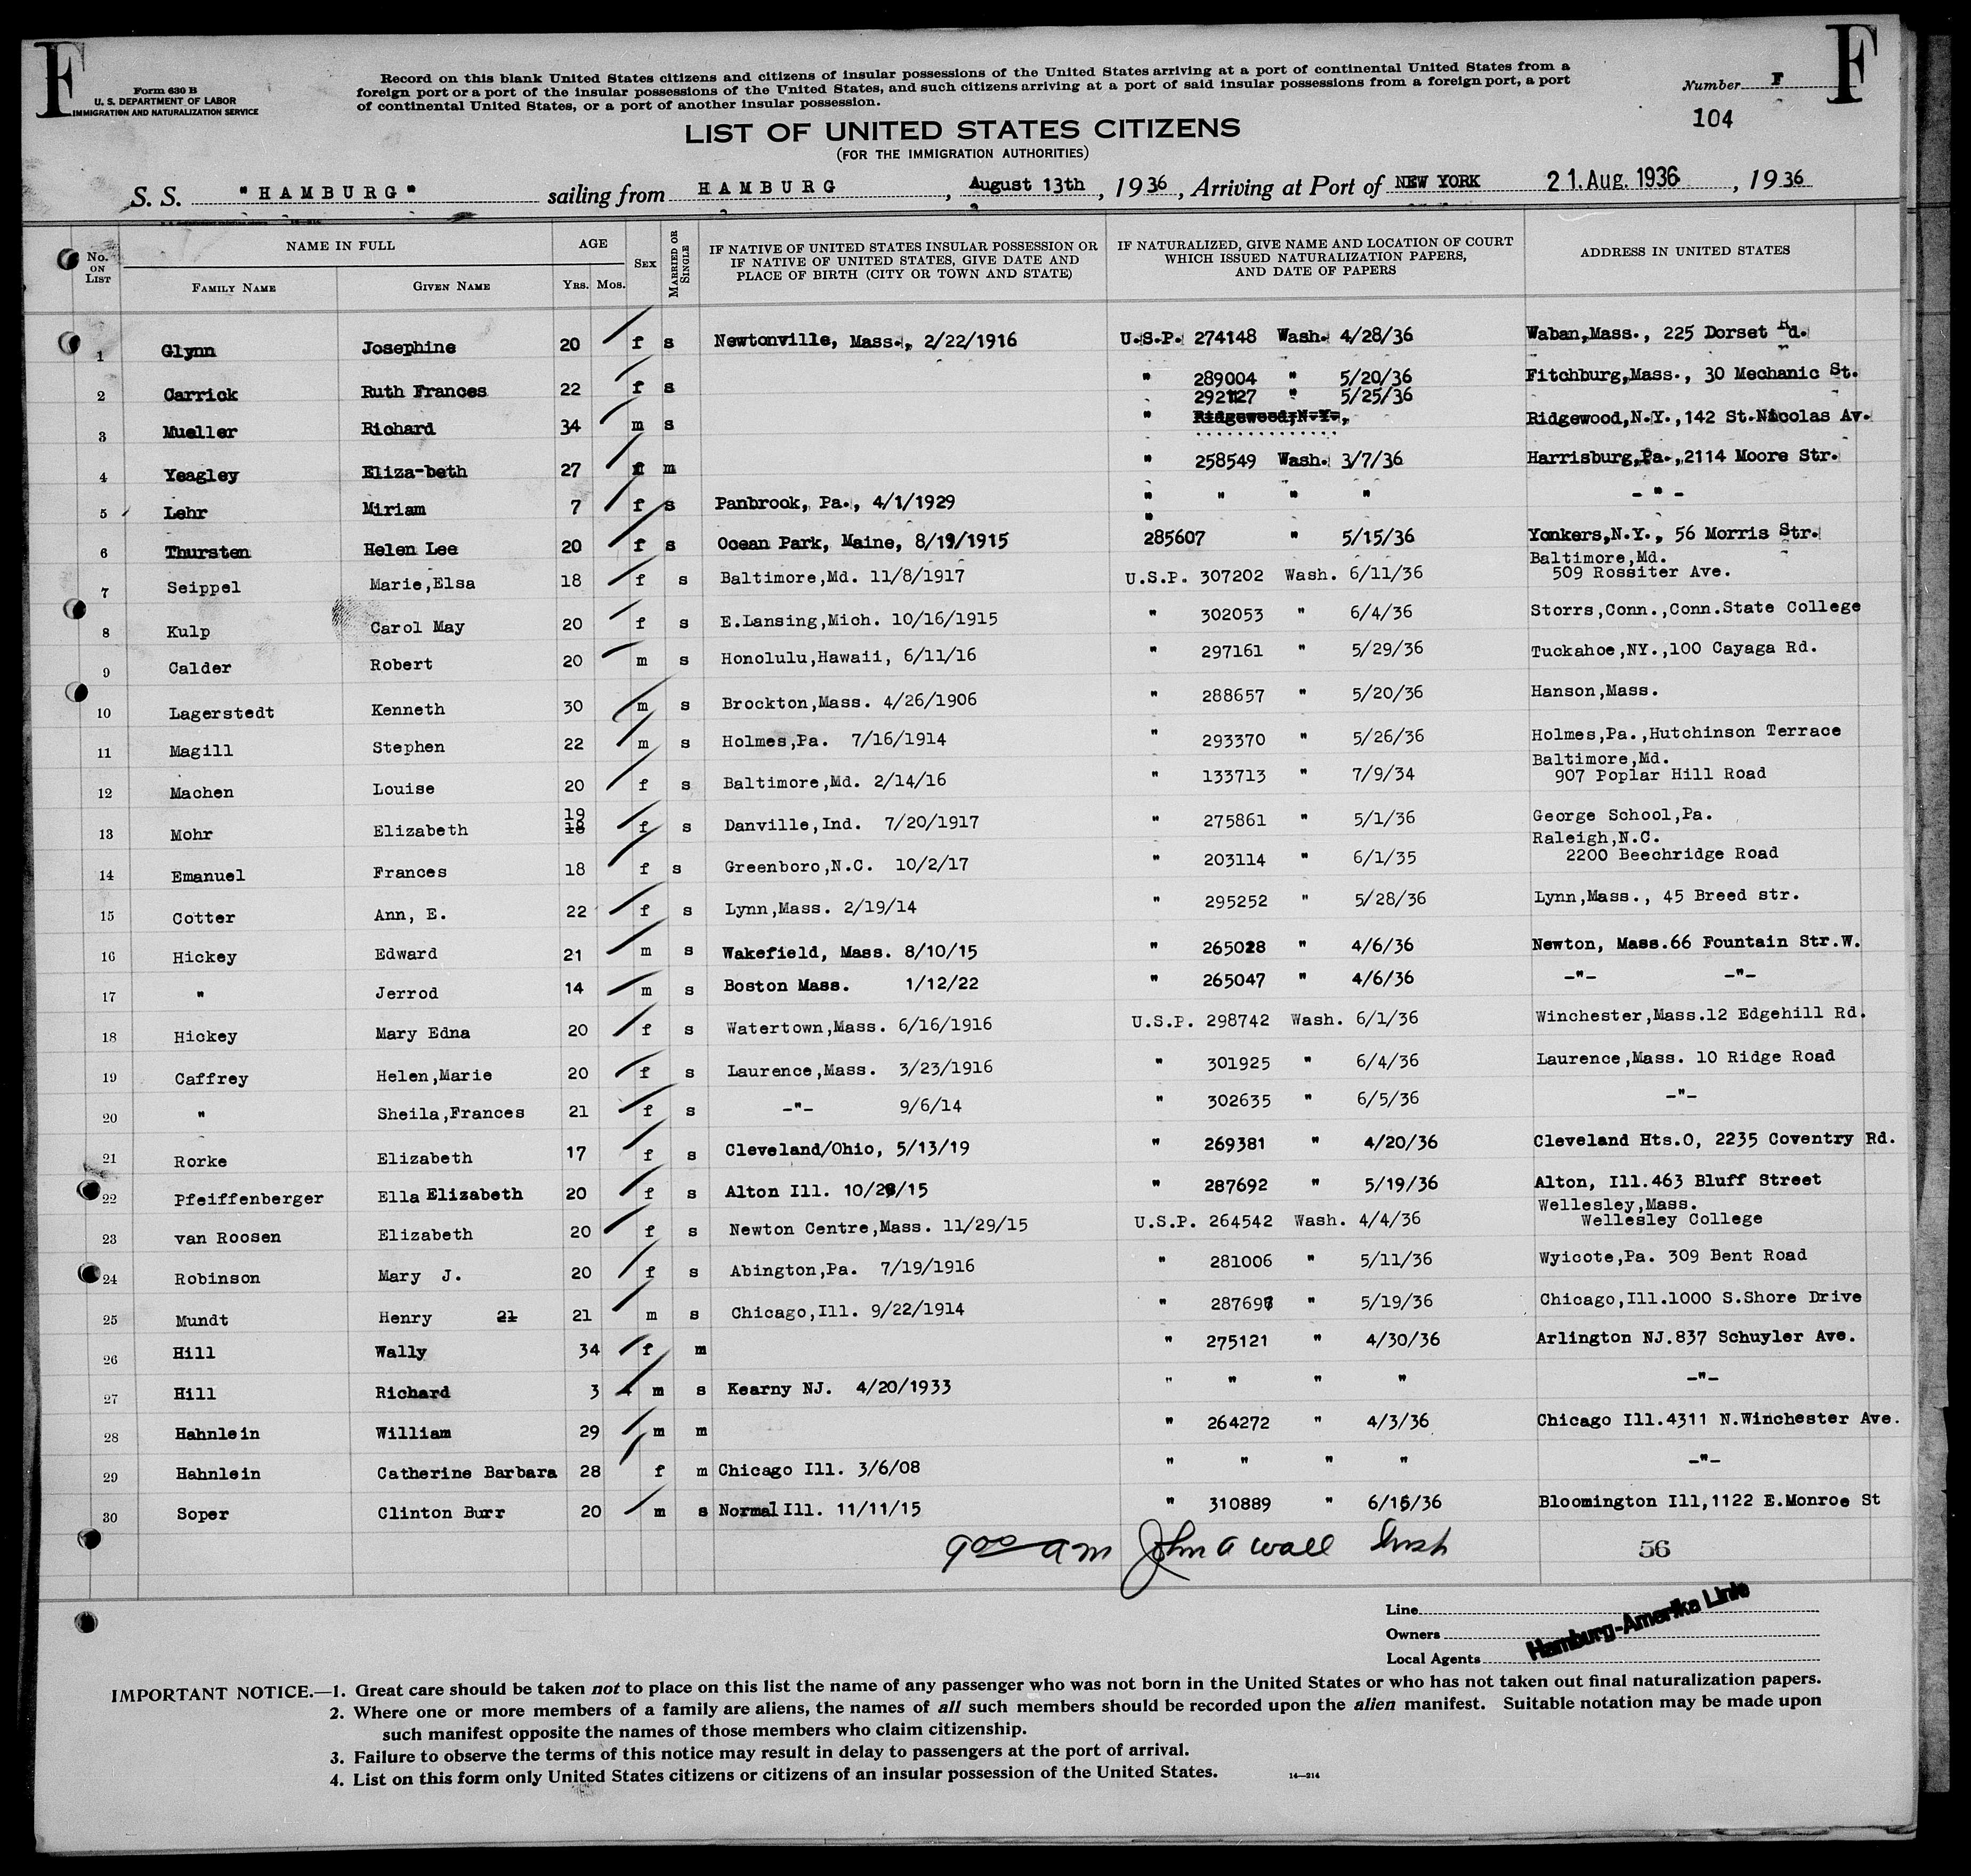 F
F
Form 630 B
U. S. DEPARTMENT OF LABOR
IMMIGRATION AND NATURALIZATION SERVICE
Record on this blank United States citizens and citizens of insular possessions of the United States arriving at a port of continental United States from a
foreign port or a port of the insular possessions of the United States, and such citizens arriving at a port of said insular possessions from a foreign port, a port
of continental United States, or a port of another insular possession.
Number F
104
LIST OF UNITED STATES CITIZENS
(FOR THE IMMIGRATION AUTHORITIES)
S. S. "HAMBURG" sailing from HAMBURG, August 13th, 1936, Arriving at Port of NEW YORK 21. Aug. 1936, 1936
No. ON LIST
NAME IN FULL
FAMILY NAME
GIVEN NAME
AGE
YRS. MOS.
SEX
MARRIED OR SINGLE
IF NATIVE OF UNITED STATES INSULAR POSSESSION OR
IF NATIVE OF UNITED STATES, GIVE DATE AND
PLACE OF BIRTH (CITY OR TOWN AND STATE)
IF NATURALIZED, GIVE NAME AND LOCATION OF COURT
WHICH ISSUED NATURALIZATION PAPERS,
AND DATE OF PAPERS
ADDRESS IN UNITED STATES
1 Glynn Josephine 20 f s Newtonville, Mass., 2/22/1916 U.S.P. 274148 Wash. 4/28/36 Waban,Mass., 225 Dorset Rd.
2 Carrick Ruth Frances 22 f s " 289004 " 5/20/36 Fitchburg,Mass., 30 Mechanic St.
292127 " 5/25/36
3 Mueller Richard 34 m s " Ridgewood,N.Y., Ridgewood,N.Y.,142 St.Nicolas Av.
4 Yeagley Eliza-beth 27 f m " 258549 Wash. 3/7/36 Harrisburg,Pa.,2114 Moore Str.
5 Lehr Miriam 7 f s Panbrook, Pa., 4/1/1929 " " " " -"-
"
6 Thursten Helen Lee 20 f s Ocean Park, Maine, 8/19/1915 285607 " 5/15/36 Yonkers,N.Y., 56 Morris Str.
7 Seippel Marie,Elsa 18 f s Baltimore,Md. 11/8/1917 U.S.P. 307202 Wash. 6/11/36 Baltimore,Md.
509 Rossiter Ave.
8 Kulp Carol May 20 f s E.Lansing,Mich. 10/16/1915 " 302053 " 6/4/36 Storrs,Conn.,Conn.State College
9 Calder Robert 20 m s Honolulu,Hawaii, 6/11/16 " 297161 " 5/29/36 Tuckahoe,NY.,100 Cayaga Rd.
10 Lagerstedt Kenneth 30 m s Brockton,Mass. 4/26/1906 " 288657 " 5/20/36 Hanson,Mass.
11 Magill Stephen 22 m s Holmes,Pa. 7/16/1914 " 293370 " 5/26/36 Holmes,Pa.,Hutchinson Terrace
12 Machen Louise 20 f s Baltimore,Md. 2/14/16 " 133713 " 7/9/34 Baltimore,Md.
907 Poplar Hill Road
13 Mohr Elizabeth 19 18 f s Danville,Ind. 7/20/1917 " 275861 " 5/1/36 George School,Pa.
14 Emanuel Frances 18 f s Greenboro,N.C. 10/2/17 " 203114 " 6/1/35 Raleigh,N.C.
2200 Beechridge Road
15 Cotter Ann, E. 22 f s Lynn,Mass. 2/19/14 " 295252 " 5/28/36 Lynn,Mass., 45 Breed str.
16 Hickey Edward 21 m s Wakefield, Mass. 8/10/15 " 265028 " 4/6/36 Newton, Mass.66 Fountain Str.W.
17 " Jerrod 14 m s Boston Mass. 1/12/22 " 265047 " 4/6/36 -"- -"-
18 Hickey Mary Edna 20 f s Watertown,Mass. 6/16/1916 U.S.P. 298742 Wash. 6/1/36 Winchester,Mass.12 Edgehill Rd.
19 Caffrey Helen,Marie 20 f s Laurence,Mass. 3/23/1916 " 301925 " 6/4/36 Laurence,Mass. 10 Ridge Road
20 " Sheila,Frances 21 f s -"- 9/6/14 " 302635 " 6/5/36 -"-
21 Rorke Elizabeth 17 f s Cleveland/Ohio, 5/13/19 " 269381 " 4/20/36 Cleveland Hts.O, 2235 Coventry Rd.
22 Pfeiffenberger Ella Elizabeth 20 f s Alton Ill. 10/28/15 " 287692 " 5/19/36 Alton, Ill.463 Bluff Street
23 van Roosen Elizabeth 20 f s Newton Centre,Mass. 11/29/15 U.S.P. 264542 Wash. 4/4/36 Wellesley,Mass.
Wellesley College
24 Robinson Mary J. 20 f s Abington,Pa. 7/19/1916 " 281006 " 5/11/36 Wyicote,Pa. 309 Bent Road
25 Mundt Henry 21 21 m s Chicago,Ill. 9/22/1914 " " 5/19/36 Chicago,Ill.1000 S.Shore Drive
26 Hill Wally 34 f m " 275121 " 4/30/36 Arlington NJ.837 Schuyler Ave.
27 Hill Richard 3 m s Kearny NJ. 4/20/1933 " " " " -"-
28 Hahnlein William 29 m m " 264272 " 4/3/36 Chicago Ill.4311 N.Winchester Ave.
29 Hahnlein Catherine Barbara 28 f m Chicago Ill. 3/6/08 " " " " -"-
30 Soper Clinton Burr 20 m s Normal Ill. 11/11/15 " 310889 " 6/15/36 Bloomington Ill,1122 E.Monroe St
900 am John A Wall Insp
56
Line
Owners
Local Agents
Hamburg-Amerika Linie
IMPORTANT NOTICE.—1. Great care should be taken not to place on this list the name of any passenger who was not born in the United States or who has not taken out final naturalization papers.
2. Where one or more members of a family are aliens, the names of all such members should be recorded upon the alien manifest. Suitable notation may be made upon
such manifest opposite the names of those members who claim citizenship.
3. Failure to observe the terms of this notice may result in delay to passengers at the port of arrival.
4. List on this form only United States citizens or citizens of an insular possession of the United States.
14—214